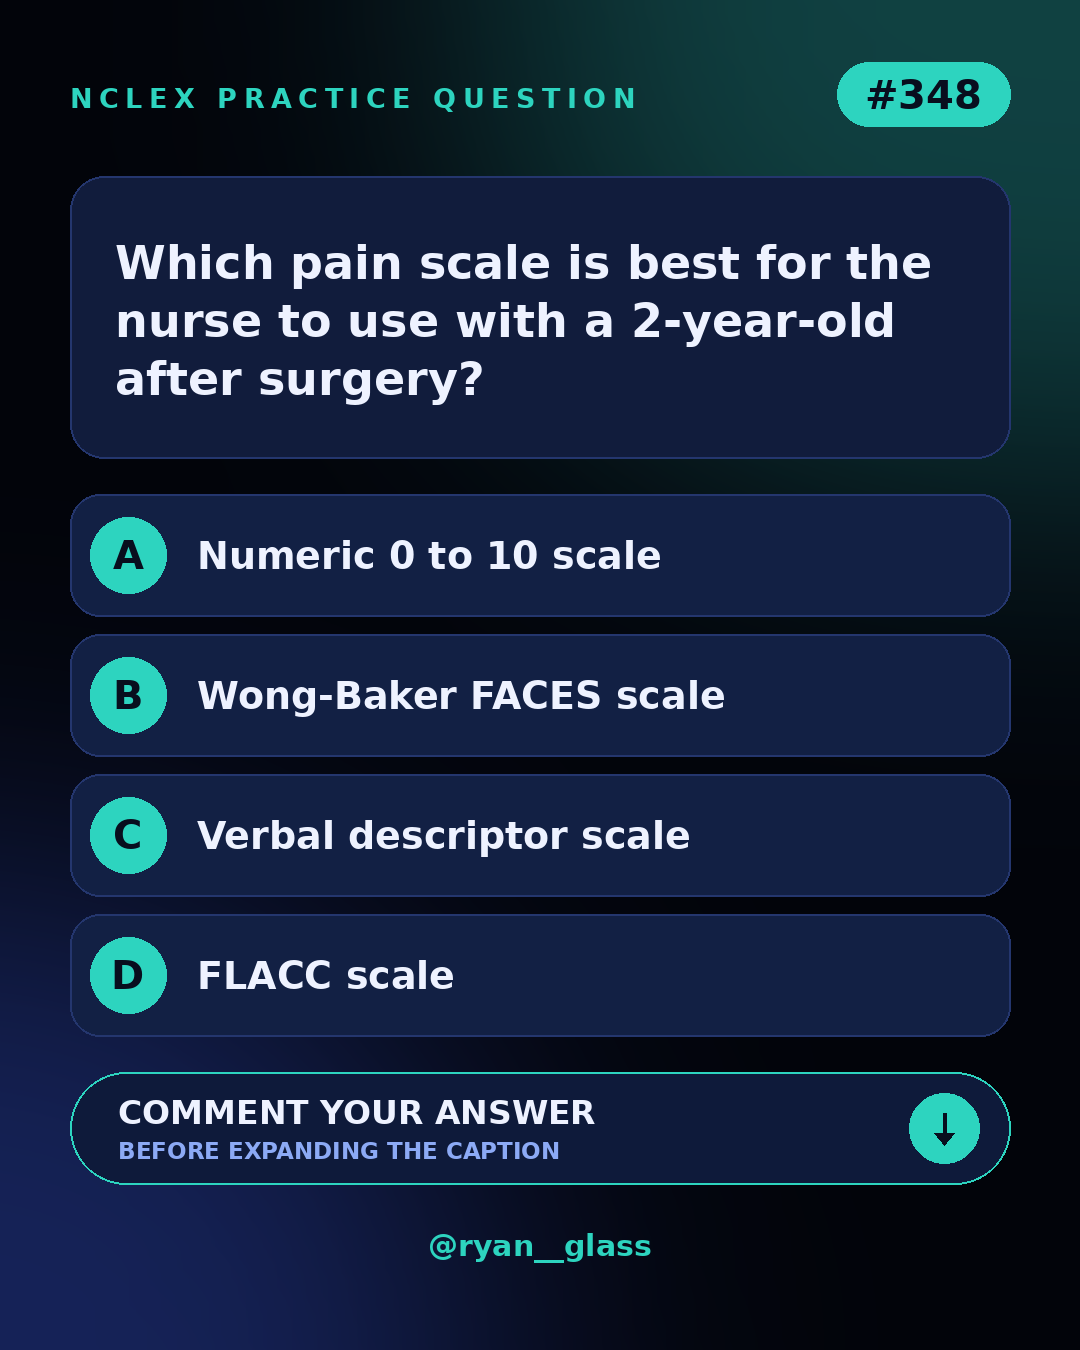 NCLEX PRACTICE QUESTION
#348
Which pain scale is best for the
nurse to use with a 2-year-old
after surgery?
A Numeric 0 to 10 scale
B Wong-Baker FACES scale
C Verbal descriptor scale
D FLACC scale
COMMENT YOUR ANSWER
BEFORE EXPANDING THE CAPTION
@ryan__glass